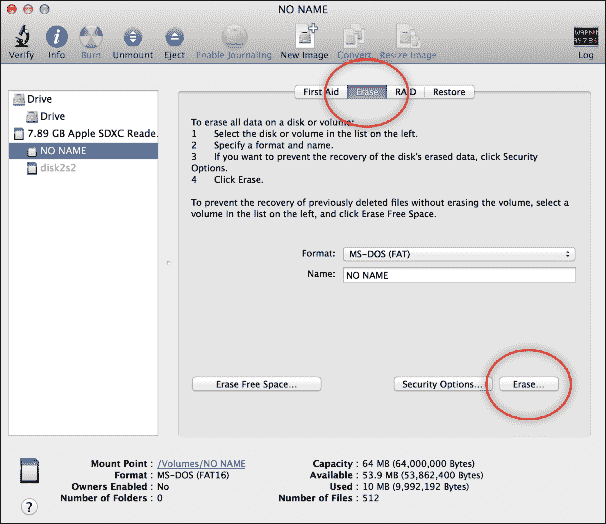 NO NAME
Verify Info Burn Unmount Eject Enable Journaling New Image Convert Resize Image Log
Drive
Drive
7.89 GB Apple SDXC Reade...
NO NAME
disk2s2
First Aid Erase RAID Restore
To erase all data on a disk or volume:
1 Select the disk or volume in the list on the left.
2 Specify a format and name.
3 If you want to prevent the recovery of the disk's erased data, click Security
Options.
4 Click Erase.
To prevent the recovery of previously deleted files without erasing the volume, select a
volume in the list on the left, and click Erase Free Space.
Format: MS-DOS (FAT)
Name: NO NAME
Erase Free Space... Security Options... Erase...
Mount Point : /Volumes/NO NAME
Format : MS-DOS (FAT16)
Owners Enabled : No
Number of Folders : 0
Capacity : 64 MB (64,000,000 Bytes)
Available : 53.9 MB (53,862,400 Bytes)
Used : 10 MB (9,992,192 Bytes)
Number of Files : 512
?